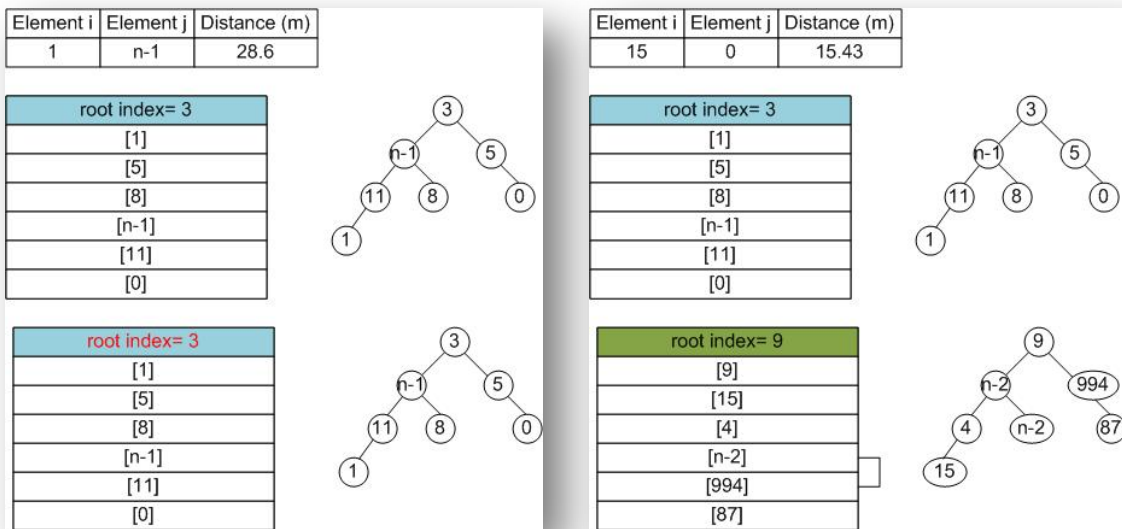 Element i Element j Distance (m)
1 n-1 28.6
root index= 3
[1]
[5]
[8]
[n-1]
[11]
[0]
3
n-1 5
11 8 0
1
root index= 3
[1]
[5]
[8]
[n-1]
[11]
[0]
3
n-1 5
11 8 0
1
Element i Element j Distance (m)
15 0 15.43
root index= 3
[1]
[5]
[8]
[n-1]
[11]
[0]
3
n-1 5
11 8 0
1
root index= 9
[9]
[15]
[4]
[n-2]
[994]
[87]
9
n-2 994
4 n-2 87
15